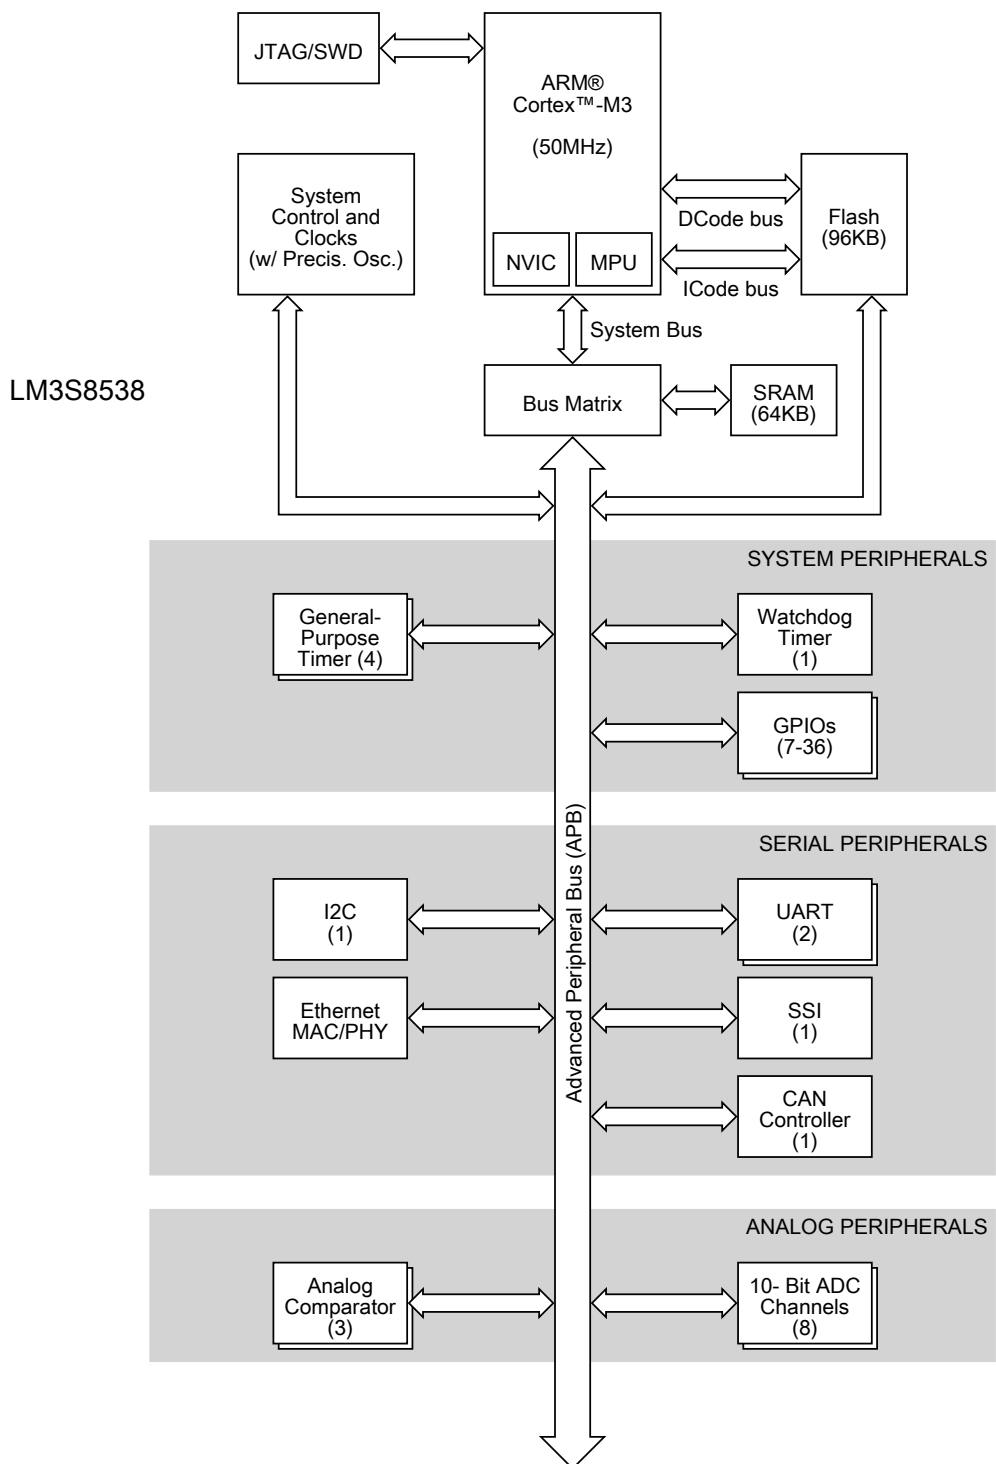 JTAG/SWD
ARM®
Cortex™-M3
(50MHz)
System
Control and
Clocks
(w/ Precis. Osc.)
DCode bus
Flash
(96KB)
NVIC
MPU
ICode bus
System Bus
LM3S8538
Bus Matrix
SRAM
(64KB)
SYSTEM PERIPHERALS
General-
Purpose
Timer (4)
Watchdog
Timer
(1)
GPIOs
(7-36)
Advanced Peripheral Bus (APB)
SERIAL PERIPHERALS
I2C
(1)
UART
(2)
Ethernet
MAC/PHY
SSI
(1)
CAN
Controller
(1)
ANALOG PERIPHERALS
Analog
Comparator
(3)
10- Bit ADC
Channels
(8)